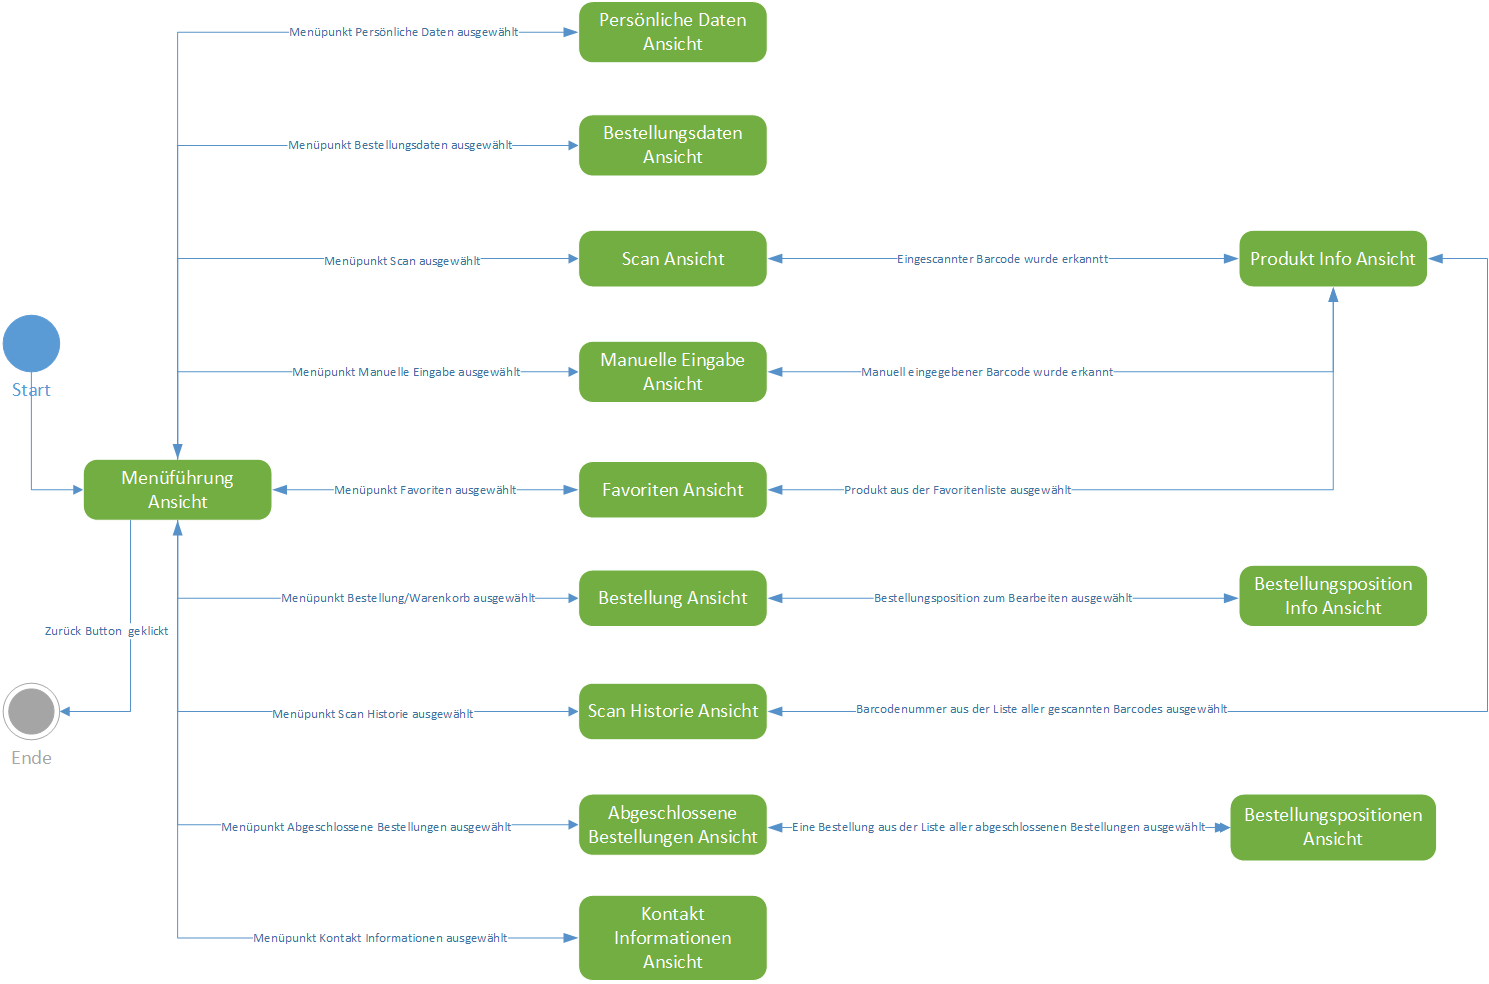 Persönliche Daten
Ansicht
Menüpunkt Persönliche Daten ausgewählt
Bestellungsdaten
Ansicht
Menüpunkt Bestellungsdaten ausgewählt
Scan Ansicht
Menüpunkt Scan ausgewählt
Eingescannter Barcode wurde erkanntt
Produkt Info Ansicht
Manuelle Eingabe
Ansicht
Menüpunkt Manuelle Eingabe ausgewählt
Manuell eingegebener Barcode wurde erkannt
Start
Menüführung
Ansicht
Menüpunkt Favoriten ausgewählt
Favoriten Ansicht
Produkt aus der Favoritenliste ausgewählt
Menüpunkt Bestellung/Warenkorb ausgewählt
Bestellung Ansicht
Bestellungsposition zum Bearbeiten ausgewählt
Bestellungsposition
Info Ansicht
Zurück Button geklickt
Menüpunkt Scan Historie ausgewählt
Scan Historie Ansicht
Barcodenummer aus der Liste aller gescannten Barcodes ausgewählt
Ende
Menüpunkt Abgeschlossene Bestellungen ausgewählt
Abgeschlossene
Bestellungen Ansicht
Eine Bestellung aus der Liste aller abgeschlossenen Bestellungen ausgewählt
Bestellungspositionen
Ansicht
Menüpunkt Kontakt Informationen ausgewählt
Kontakt
Informationen
Ansicht